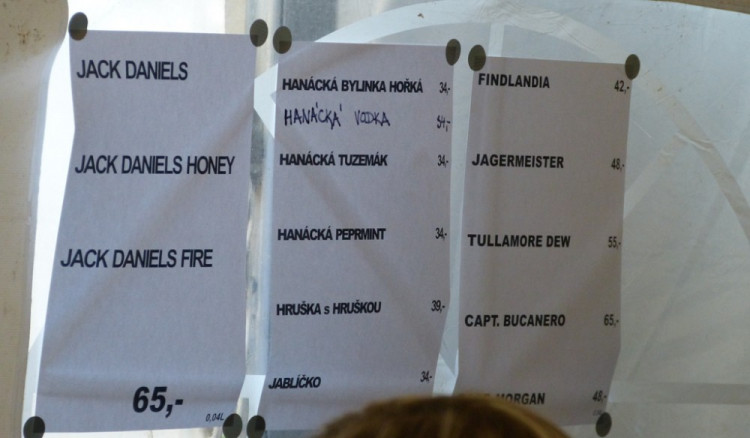 JACK DANIELS
JACK DANIELS HONEY
JACK DANIELS FIRE
65,-
0,04L
HANÁCKÁ BYLINKA HOŘKÁ 34,-
HANÁCKÁ VODKA 34,-
HANÁCKÁ TUZEMÁK 34,-
HANÁCKÁ PEPRMINT 34,-
HRUŠKA s HRUŠKOU 39,-
JABLÍČKO 34,-
FINDLANDIA 42,-
JAGERMEISTER 48,-
TULLAMORE DEW 55,-
CAPT. BUCANERO 65,-
MORGAN 48,-